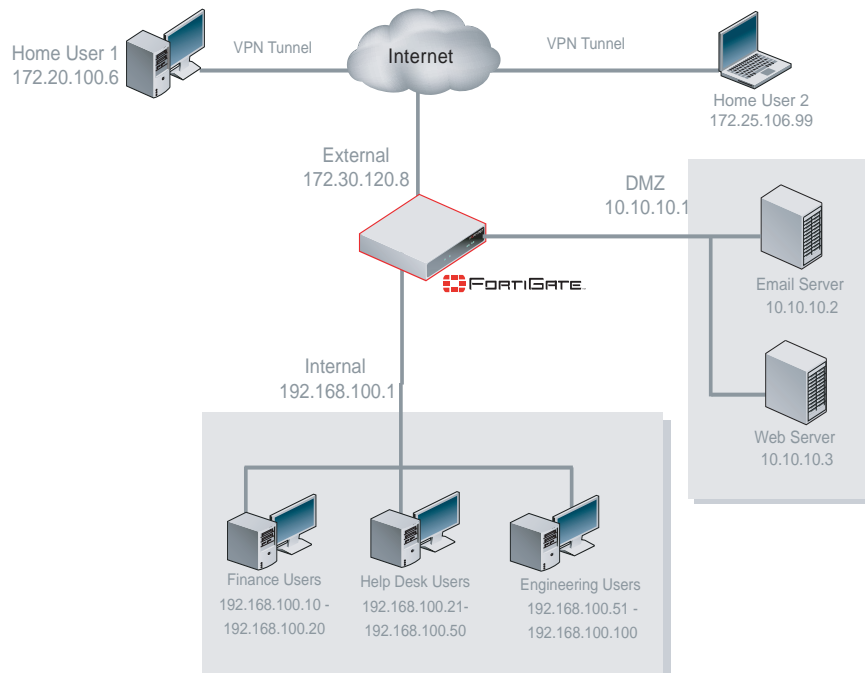 Home User 1
172.20.100.6
VPN Tunnel
Internet
VPN Tunnel
Home User 2
172.25.106.99
External
172.30.120.8
DMZ
10.10.10.1
Email Server
10.10.10.2
FORTIGATE
Internal
192.168.100.1
Web Server
10.10.10.3
Finance Users
192.168.100.10 -
192.168.100.20
Help Desk Users
192.168.100.21-
192.168.100.50
Engineering Users
192.168.100.51 -
192.168.100.100